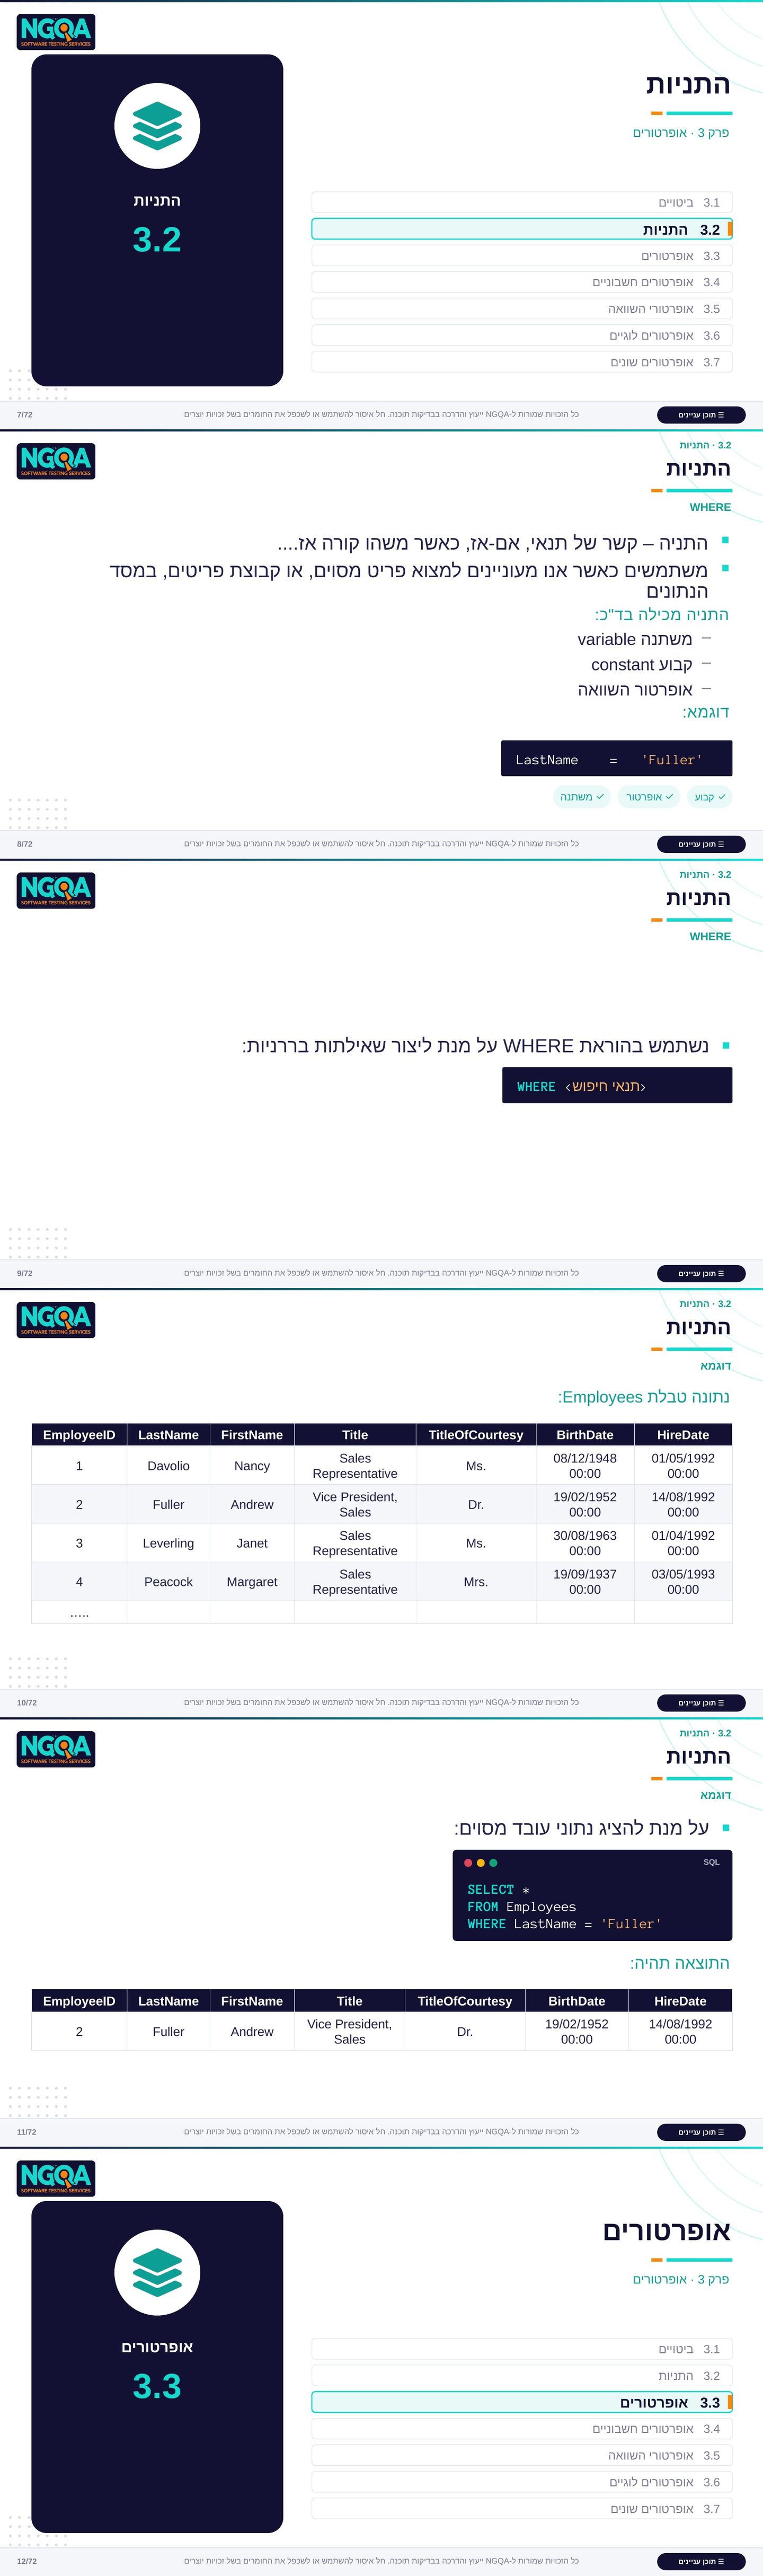 NGQA
SOFTWARE TESTING SERVICES
התניות
פרק 3 · אופרטורים
התניות
3.2
3.1 ביטויים
3.2 התניות
3.3 אופרטורים
3.4 אופרטורים חשבוניים
3.5 אופרטורי השוואה
3.6 אופרטורים לוגיים
3.7 אופרטורים שונים
☰ תוכן עניינים
כל הזכויות שמורות ל-NGQA ייעוץ והדרכה בבדיקות תוכנה. חל איסור להשתמש או לשכפל את החומרים בשל זכויות יוצרים
7/72
NGQA
SOFTWARE TESTING SERVICES
3.2 · התניות
התניות
WHERE
התניה – קשר של תנאי, אם-אז, כאשר משהו קורה אז....
משתמשים כאשר אנו מעוניינים למצוא פריט מסוים, או קבוצת פריטים, במסד
הנתונים
התניה מכילה בד"כ:
– משתנה variable
– קבוע constant
– אופרטור השוואה
דוגמא:
LastName = 'Fuller'
✓ קבוע ✓ אופרטור ✓ משתנה
☰ תוכן עניינים
כל הזכויות שמורות ל-NGQA ייעוץ והדרכה בבדיקות תוכנה. חל איסור להשתמש או לשכפל את החומרים בשל זכויות יוצרים
8/72
NGQA
SOFTWARE TESTING SERVICES
3.2 · התניות
התניות
WHERE
נשתמש בהוראת WHERE על מנת ליצור שאילתות בררניות:
WHERE <תנאי חיפוש>
☰ תוכן עניינים
כל הזכויות שמורות ל-NGQA ייעוץ והדרכה בבדיקות תוכנה. חל איסור להשתמש או לשכפל את החומרים בשל זכויות יוצרים
9/72
NGQA
SOFTWARE TESTING SERVICES
3.2 · התניות
התניות
דוגמא
נתונה טבלת Employees:
EmployeeID LastName FirstName Title TitleOfCourtesy BirthDate HireDate
1 Davolio Nancy Sales Representative Ms. 08/12/1948 00:00 01/05/1992 00:00
2 Fuller Andrew Vice President, Sales Dr. 19/02/1952 00:00 14/08/1992 00:00
3 Leverling Janet Sales Representative Ms. 30/08/1963 00:00 01/04/1992 00:00
4 Peacock Margaret Sales Representative Mrs. 19/09/1937 00:00 03/05/1993 00:00
…..
☰ תוכן עניינים
כל הזכויות שמורות ל-NGQA ייעוץ והדרכה בבדיקות תוכנה. חל איסור להשתמש או לשכפל את החומרים בשל זכויות יוצרים
10/72
NGQA
SOFTWARE TESTING SERVICES
3.2 · התניות
התניות
דוגמא
על מנת להציג נתוני עובד מסוים:
SQL
SELECT *
FROM Employees
WHERE LastName = 'Fuller'
התוצאה תהיה:
EmployeeID LastName FirstName Title TitleOfCourtesy BirthDate HireDate
2 Fuller Andrew Vice President, Sales Dr. 19/02/1952 00:00 14/08/1992 00:00
☰ תוכן עניינים
כל הזכויות שמורות ל-NGQA ייעוץ והדרכה בבדיקות תוכנה. חל איסור להשתמש או לשכפל את החומרים בשל זכויות יוצרים
11/72
NGQA
SOFTWARE TESTING SERVICES
אופרטורים
פרק 3 · אופרטורים
אופרטורים
3.3
3.1 ביטויים
3.2 התניות
3.3 אופרטורים
3.4 אופרטורים חשבוניים
3.5 אופרטורי השוואה
3.6 אופרטורים לוגיים
3.7 אופרטורים שונים
☰ תוכן עניינים
כל הזכויות שמורות ל-NGQA ייעוץ והדרכה בבדיקות תוכנה. חל איסור להשתמש או לשכפל את החומרים בשל זכויות יוצרים
12/72